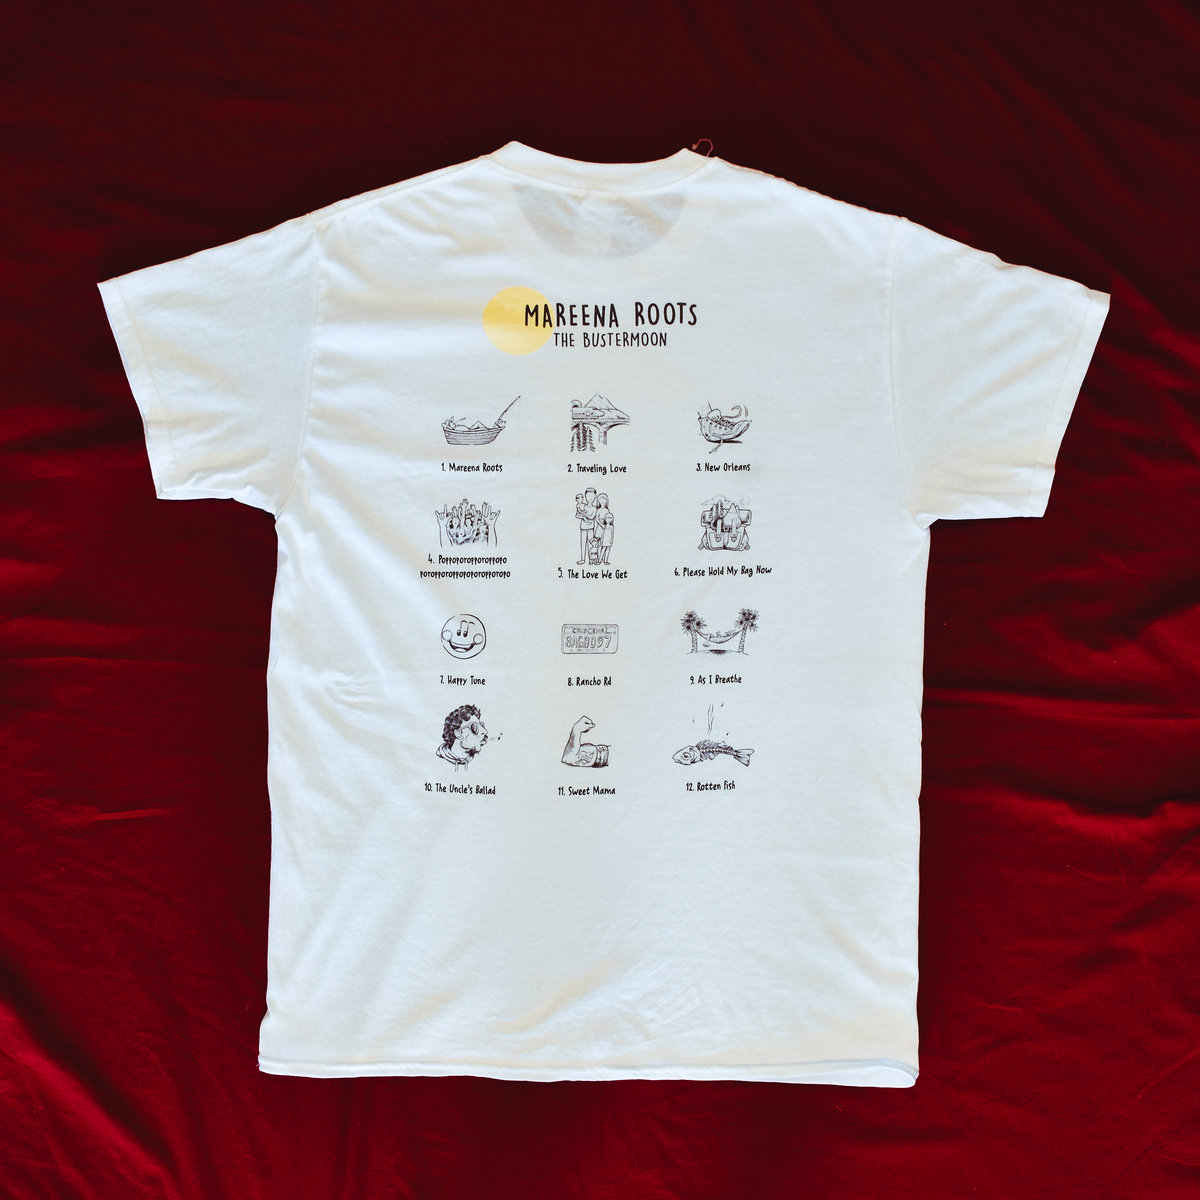 MAREENA ROOTS
THE BUSTERMOON
1. Mareena Roots
2. Traveling Love
3. New Orleans
4. 
5. The Love We Get
6. Please Hold My Bag Now
7. Happy Tune
CALIFORNIA
8AGA097
8. Rancho Rd
9. As I Breathe
10. The Uncle's Ballad
11. Sweet Mama
12. Rotten Fish